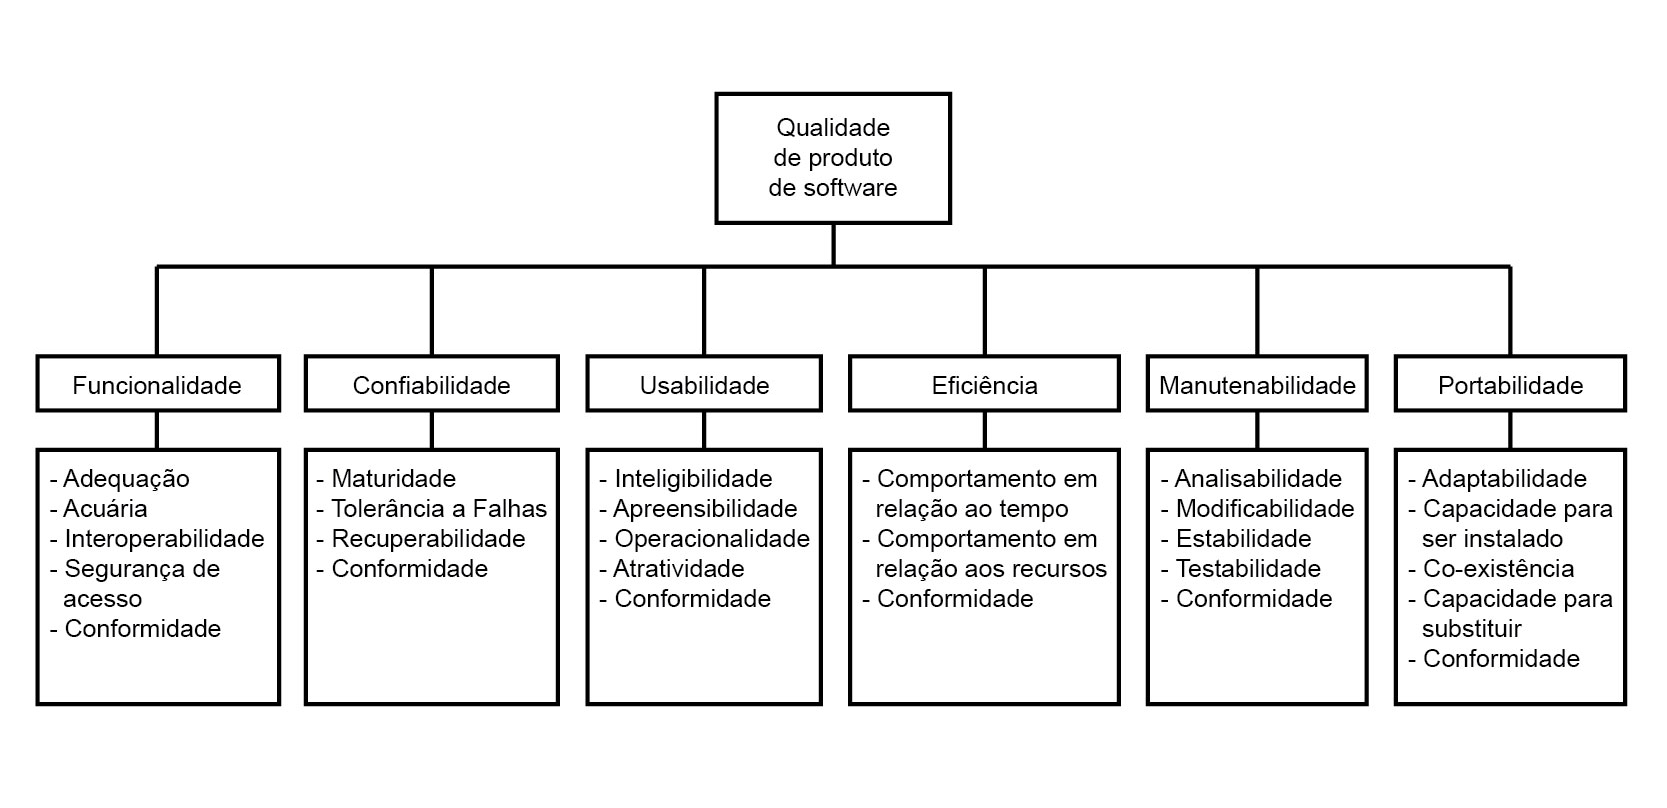 Qualidade
de produto
de software
Funcionalidade
Confiabilidade
Usabilidade
Eficiência
Manutenabilidade
Portabilidade
- Adequação
- Acuária
- Interoperabilidade
- Segurança de
acesso
- Conformidade
- Maturidade
- Tolerância a Falhas
- Recuperabilidade
- Conformidade
- Inteligibilidade
- Apreensibilidade
- Operacionalidade
- Atratividade
- Conformidade
- Comportamento em
relação ao tempo
- Comportamento em
relação aos recursos
- Conformidade
- Analisabilidade
- Modificabilidade
- Estabilidade
- Testabilidade
- Conformidade
- Adaptabilidade
- Capacidade para
ser instalado
- Co-existência
- Capacidade para
substituir
- Conformidade